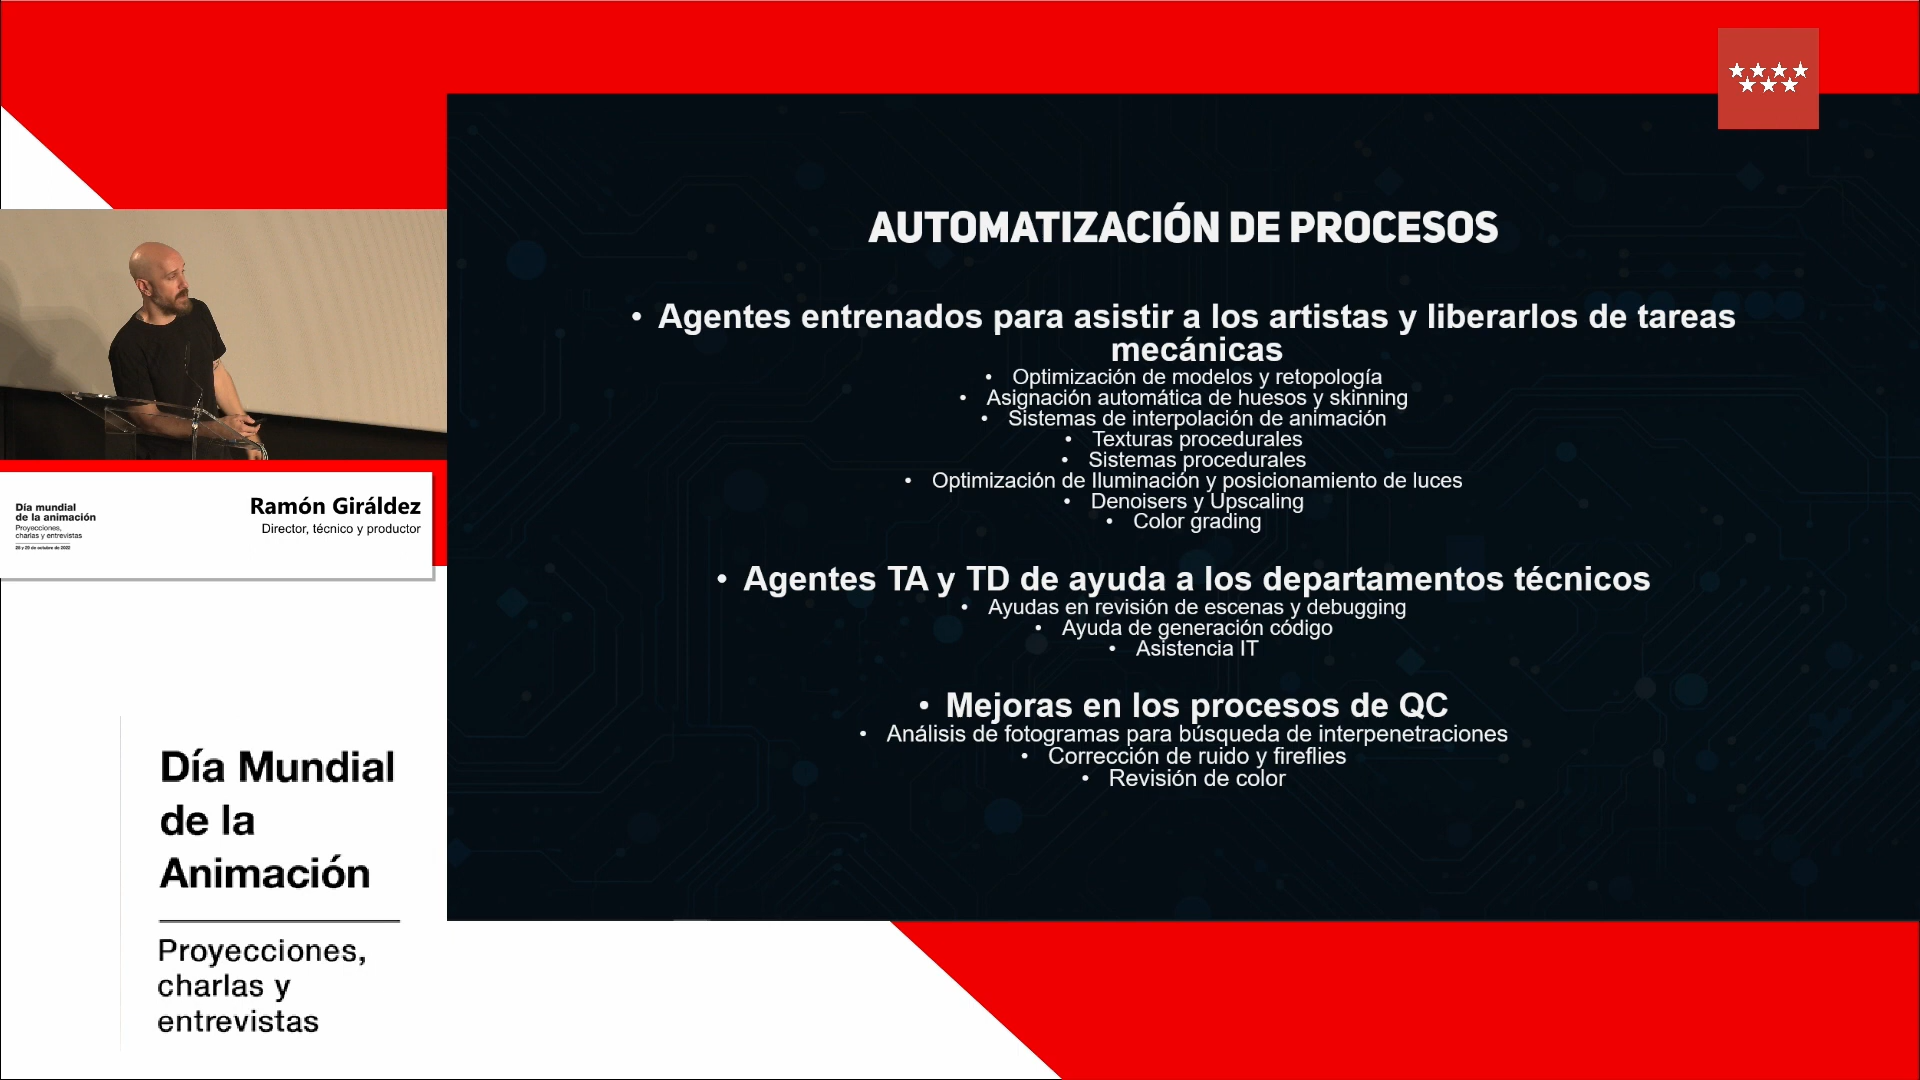 AUTOMATIZACIÓN DE PROCESOS
• Agentes entrenados para asistir a los artistas y liberarlos de tareas
mecánicas
• Optimización de modelos y retopología
• Asignación automática de huesos y skinning
• Sistemas de interpolación de animación
• Texturas procedurales
• Sistemas procedurales
• Optimización de Iluminación y posicionamiento de luces
• Denoisers y Upscaling
• Color grading
• Agentes TA y TD de ayuda a los departamentos técnicos
• Ayudas en revisión de escenas y debugging
• Ayuda de generación código
• Asistencia IT
• Mejoras en los procesos de QC
• Análisis de fotogramas para búsqueda de interpenetraciones
• Corrección de ruido y fireflies
• Revisión de color
Día mundial
de la animación
Proyecciones,
charlas y entrevistas
Ramón Giráldez
Director, técnico y productor
Día Mundial
de la
Animación
Proyecciones,
charlas y
entrevistas